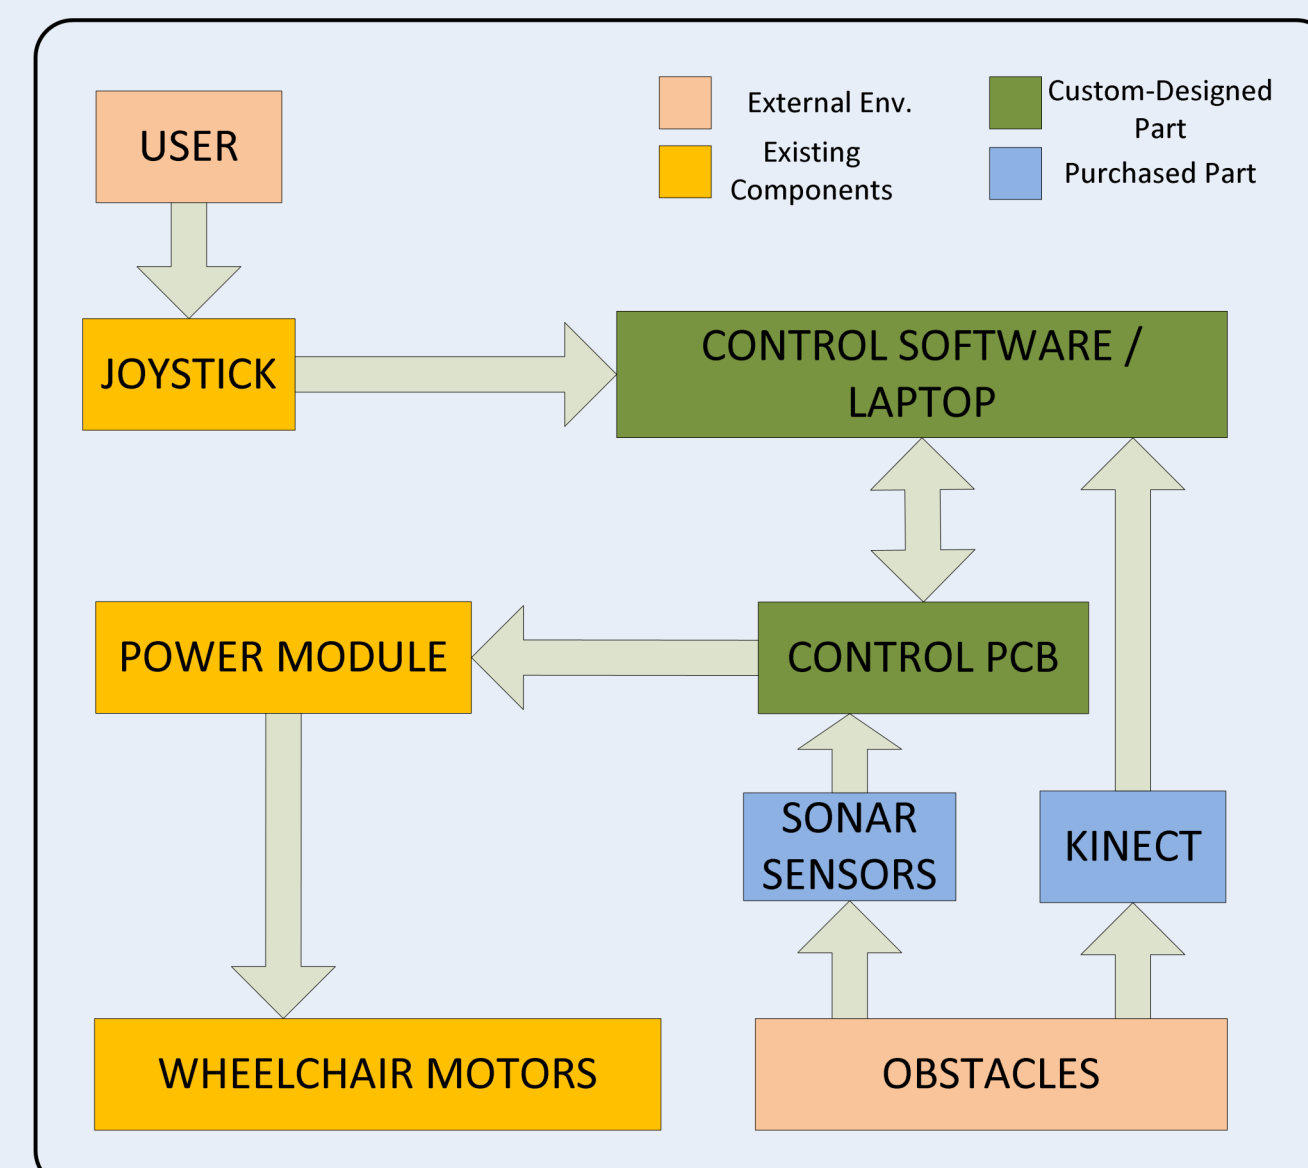 USER
External Env.
Existing
Components
Custom-Designed
Part
Purchased Part
JOYSTICK
CONTROL SOFTWARE /
LAPTOP
POWER MODULE
CONTROL PCB
SONAR
SENSORS
KINECT
WHEELCHAIR MOTORS
OBSTACLES